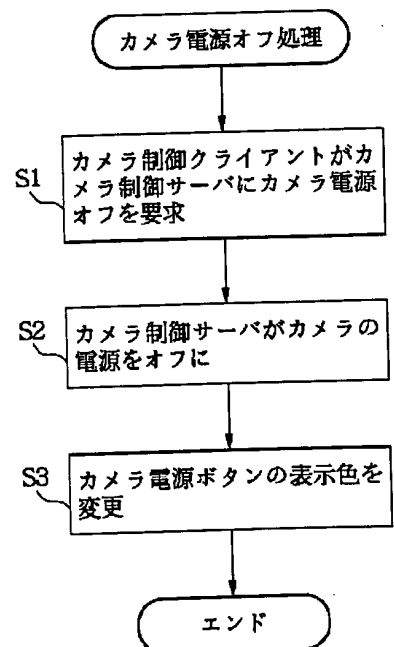 カメラ電源オフ処理
S1
カメラ制御クライアントがカ
メラ制御サーバにカメラ電源
オフを要求
S2
カメラ制御サーバがカメラの
電源をオフに
S3
カメラ電源ボタンの表示色を
変更
エンド